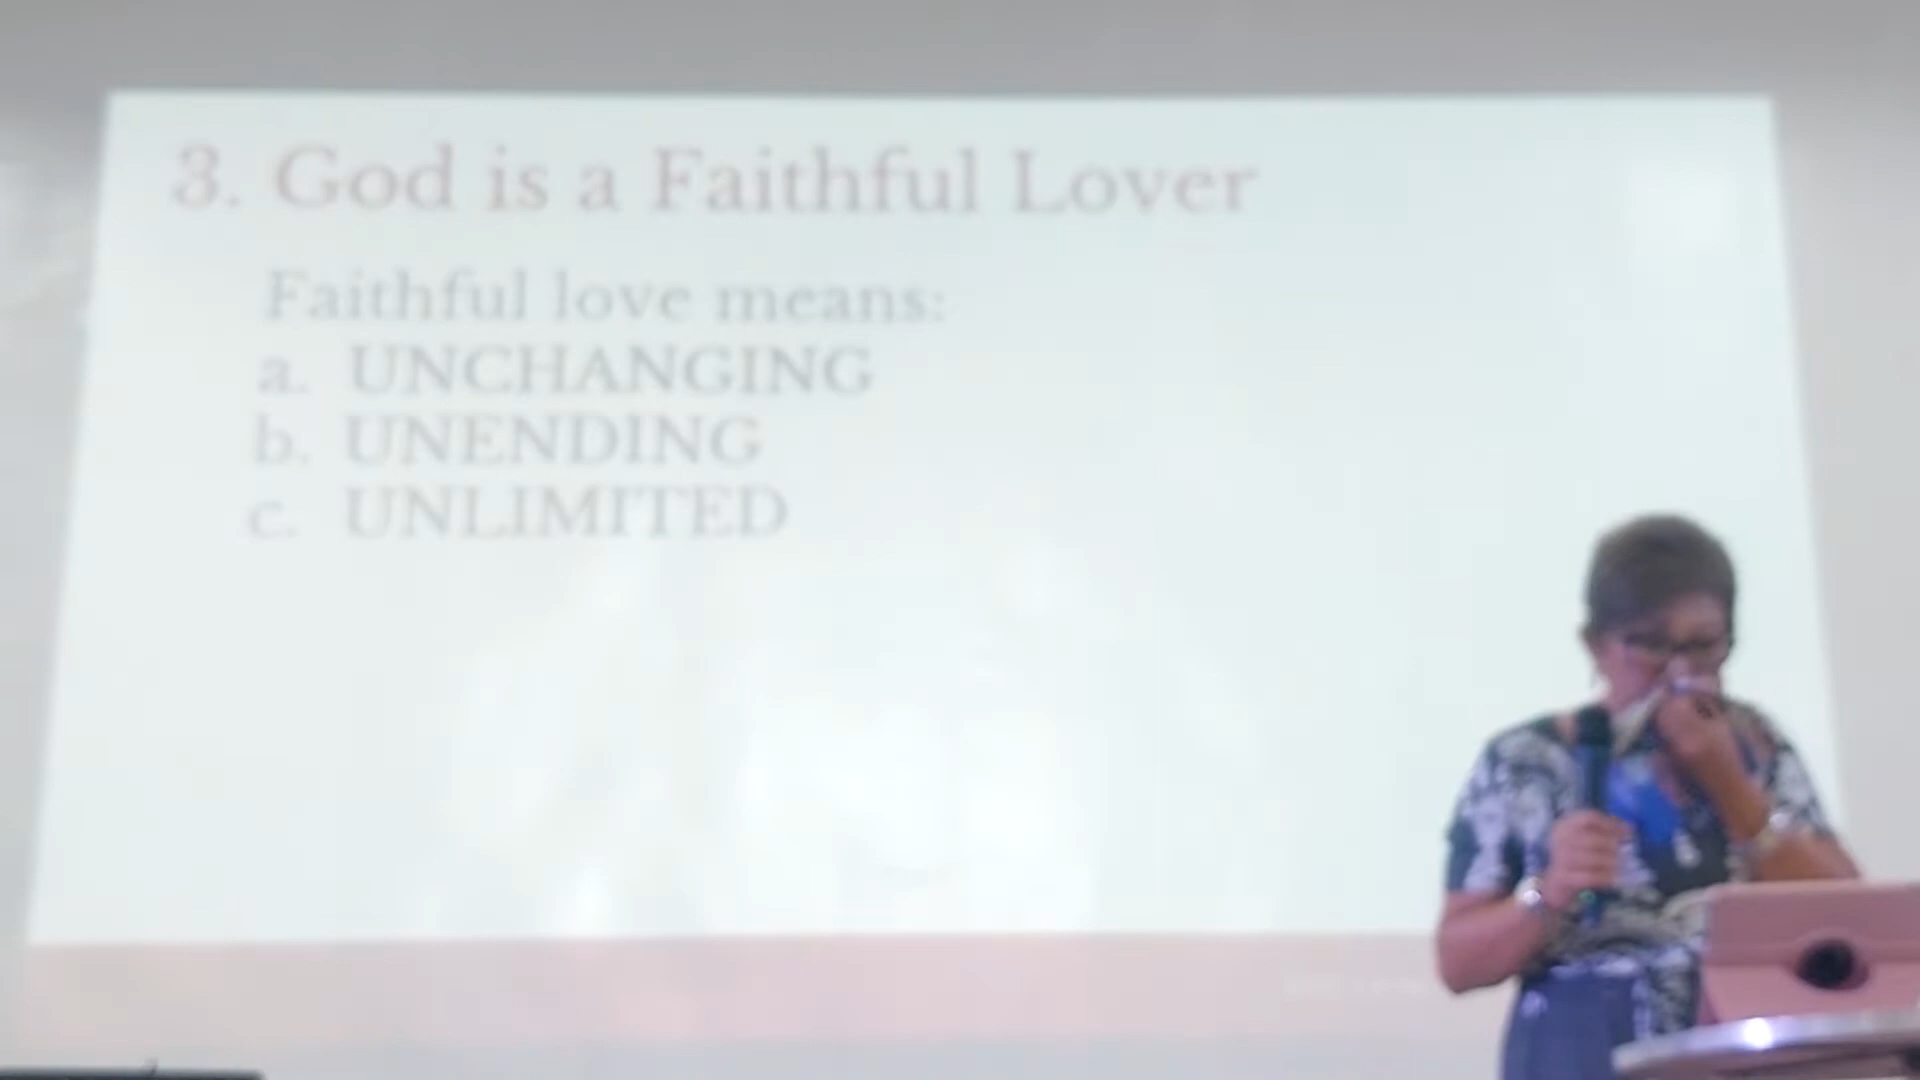 3. God is a Faithful Lover
Faithful love means:
a. UNCHANGING
b. UNENDING
c. UNLIMITED